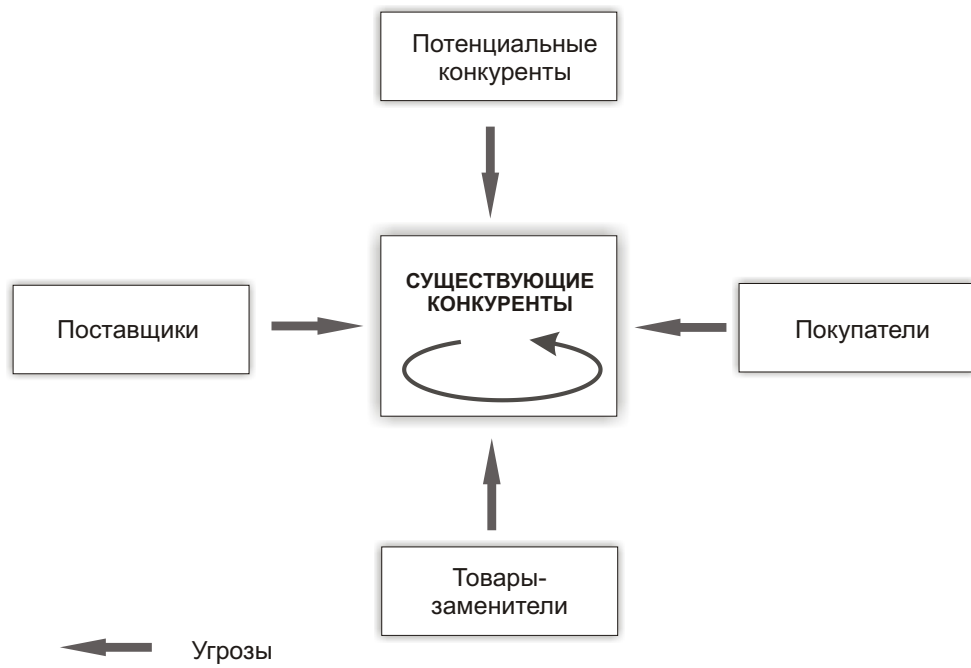 Потенциальные
конкуренты
СУЩЕСТВУЮЩИЕ
КОНКУРЕНТЫ
Поставщики
Покупатели
Товары-
заменители
Угрозы